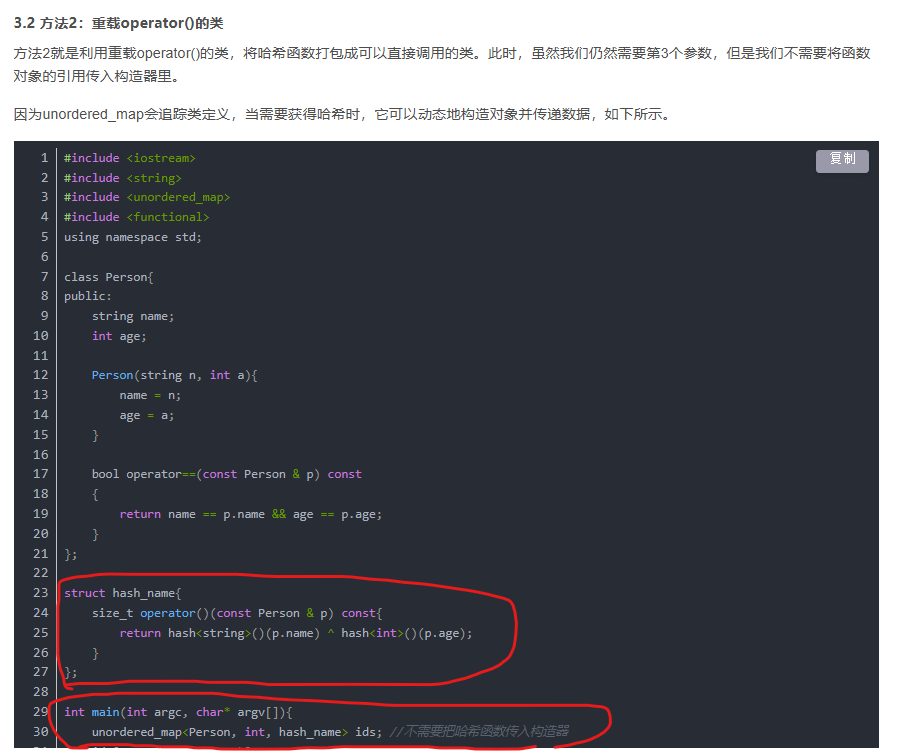 3.2 方法2：重载operator()的类
方法2就是利用重载operator()的类，将哈希函数打包成可以直接调用的类。此时，虽然我们仍然需要第3个参数，但是我们不需要将函数
对象的引用传入构造器里。
因为unordered_map会追踪类定义，当需要获得哈希时，它可以动态地构造对象并传递数据，如下所示。
复制
1 #include <iostream>
2 #include <string>
3 #include <unordered_map>
4 #include <functional>
5 using namespace std;
6
7 class Person{
8 public:
9     string name;
10     int age;
11
12     Person(string n, int a){
13         name = n;
14         age = a;
15     }
16
17     bool operator==(const Person & p) const
18     {
19         return name == p.name && age == p.age;
20     }
21 };
22
23 struct hash_name{
24     size_t operator()(const Person & p) const{
25         return hash<string>()(p.name) ^ hash<int>()(p.age);
26     }
27 };
28
29 int main(int argc, char* argv[]){
30     unordered_map<Person, int, hash_name> ids; //不需要把哈希函数传入构造器